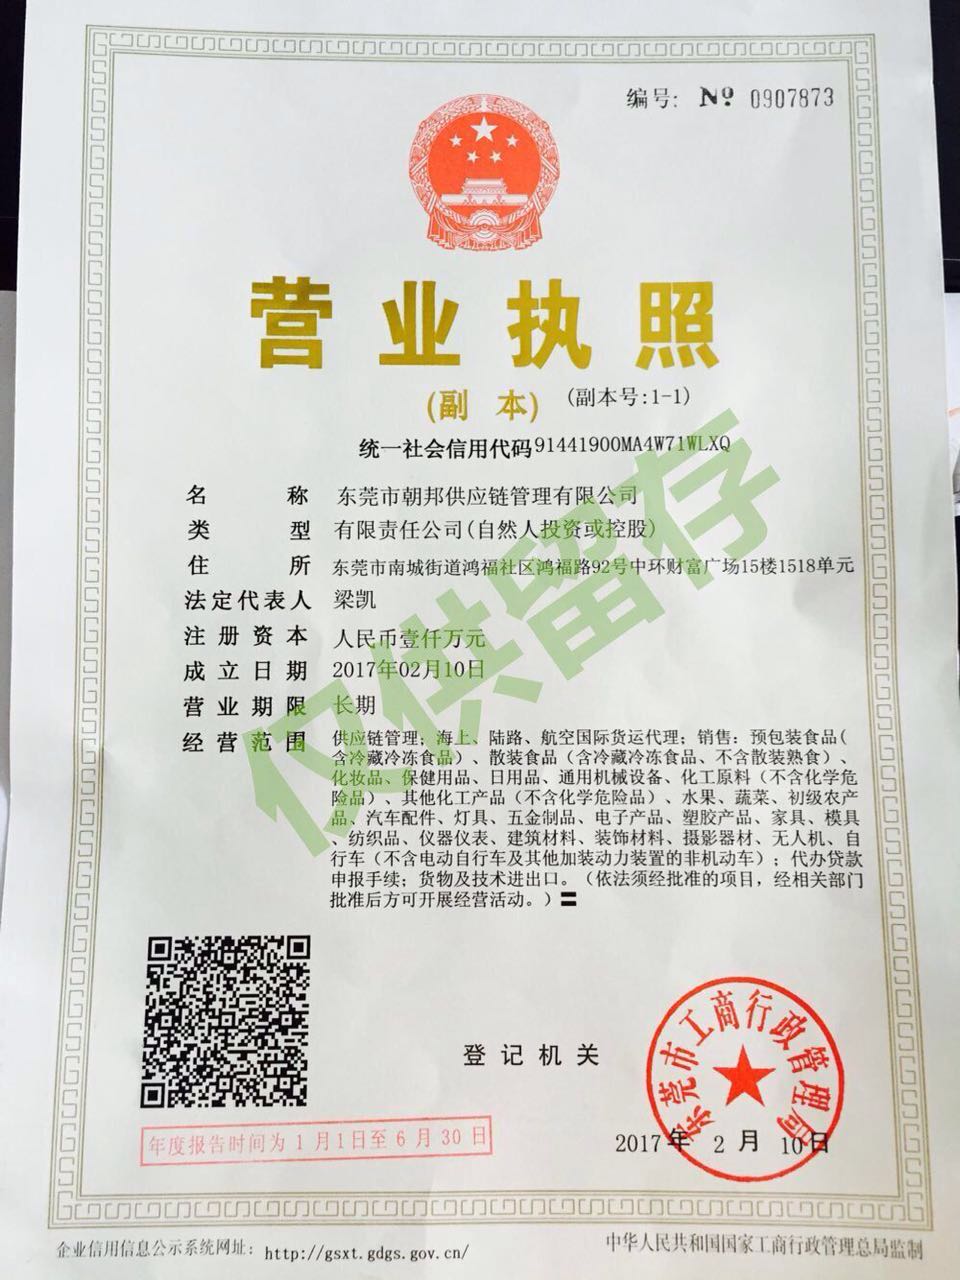 编号: Nº 0907873
营业执照
(副 本) (副本号:1-1)
统一社会信用代码91441900MA4W71WLXQ
名 称 东莞市朝邦供应链管理有限公司
类 型 有限责任公司(自然人投资或控股)
住 所 东莞市南城街道鸿福社区鸿福路92号中环财富广场15楼1518单元
法定代表人 梁凯
注册资本 人民币壹仟万元
成立日期 2017年02月10日
营业期限 长期
经营范围 供应链管理；海上、陆路、航空国际货运代理；销售：预包装食品(
含冷藏冷冻食品）、散装食品（含冷藏冷冻食品、不含散装熟食）、
化妆品、保健用品、日用品、通用机械设备、化工原料（不含化学危
险品）、其他化工产品（不含化学危险品）、水果、蔬菜、初级农产
品、汽车配件、灯具、五金制品、电子产品、塑胶产品、家具、模具
、纺织品、仪器仪表、建筑材料、装饰材料、摄影器材、无人机、自
行车（不含电动自行车及其他加装动力装置的非机动车）；代办贷款
申报手续；货物及技术进出口。（依法须经批准的项目，经相关部门
批准后方可开展经营活动。）〓
仅供留存
登记机关
东莞市工商行政管理局
2017 年 2 月 10 日
年度报告时间为 1 月 1 日至 6 月 30 日
企业信用信息公示系统网址: http://gsxt.gdgs.gov.cn/
中华人民共和国国家工商行政管理总局监制